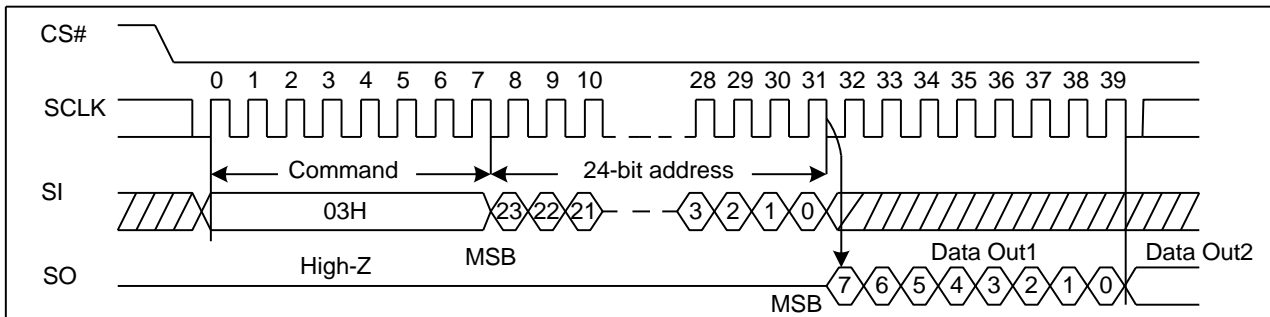 CS#
0 1 2 3 4 5 6 7 8 9 10 28 29 30 31 32 33 34 35 36 37 38 39
SCLK
Command 24-bit address
SI
03H 23 22 21 3 2 1 0
High-Z MSB Data Out1 Data Out2
SO
MSB 7 6 5 4 3 2 1 0